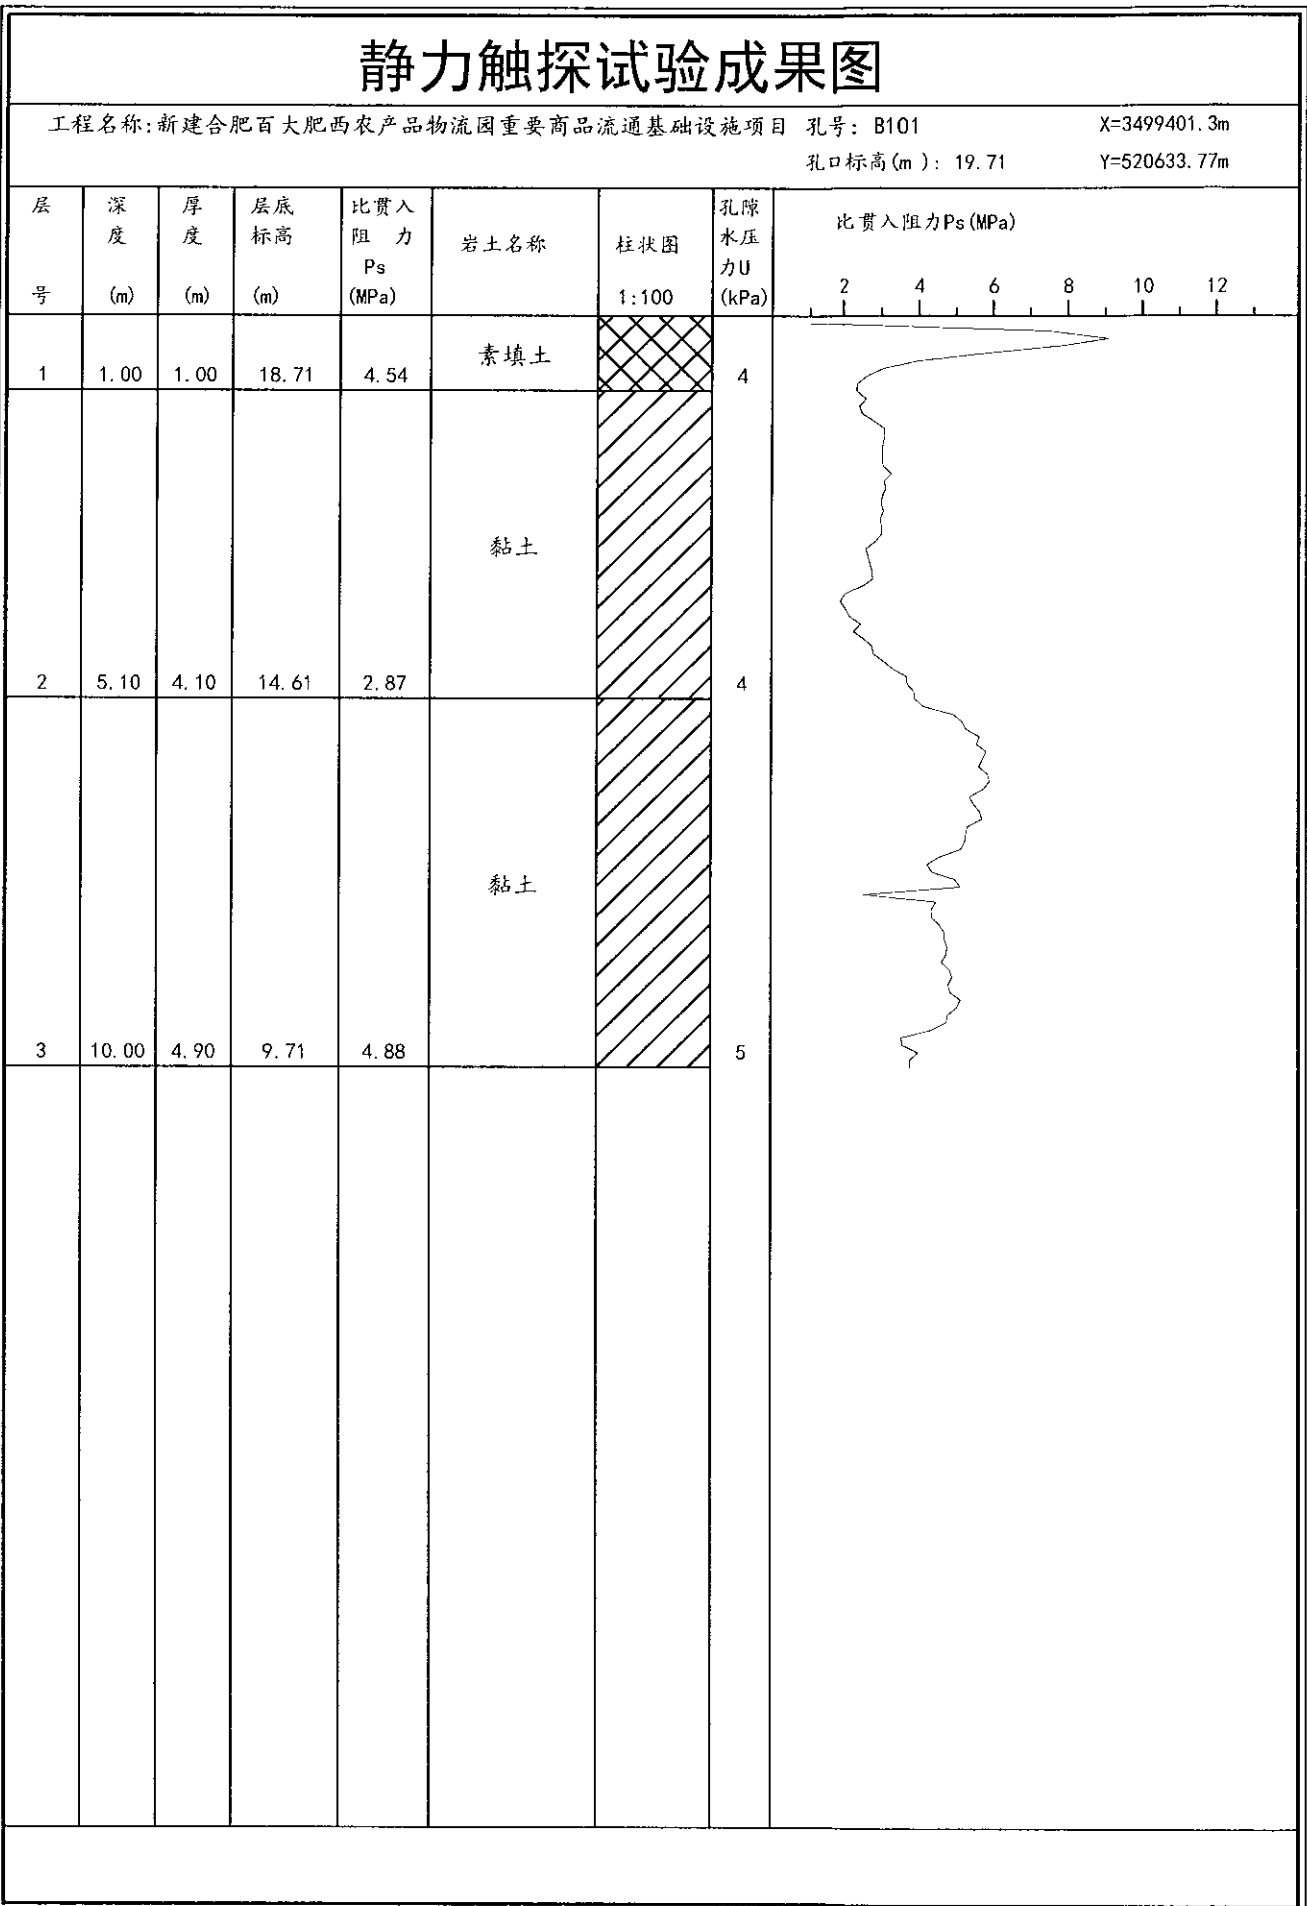 静力触探试验成果图
工程名称:新建合肥百大肥西农产品物流园重要商品流通基础设施项目 孔号: B101 X=3499401.3m
孔口标高(m): 19.71 Y=520633.77m
层号 深度(m) 厚度(m) 层底标高(m) 比贯入阻力Ps(MPa) 岩土名称 柱状图1:100 孔隙水压力U(kPa) 比贯入阻力Ps(MPa)
2 4 6 8 10 12
素填土
1 1.00 1.00 18.71 4.54 4
黏土
2 5.10 4.10 14.61 2.87 4
黏土
3 10.00 4.90 9.71 4.88 5